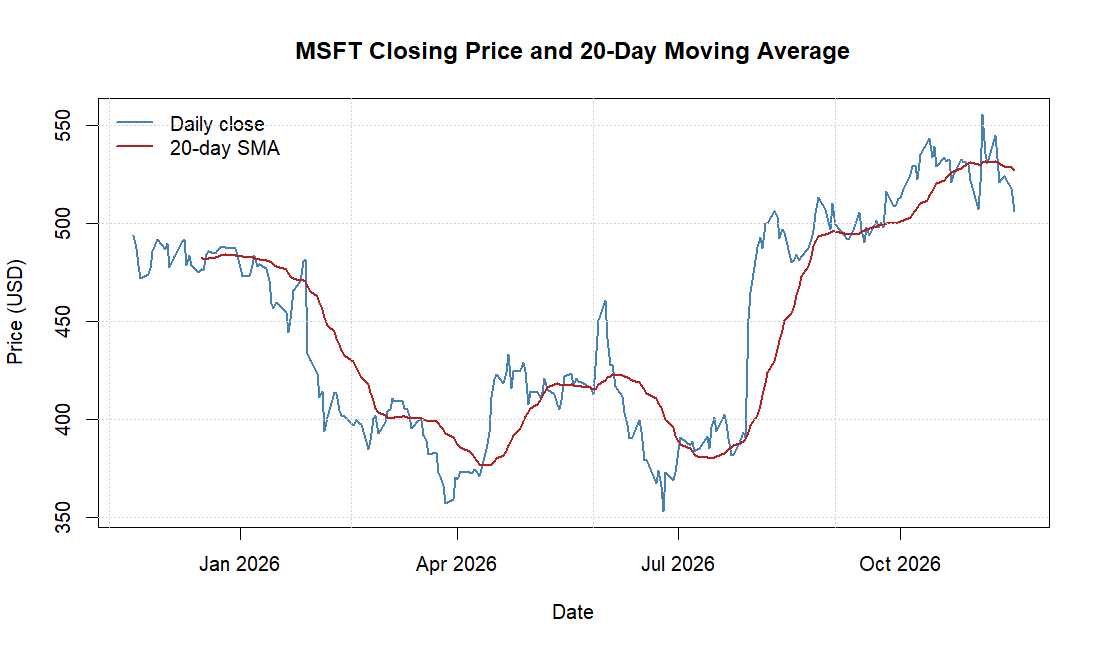 MSFT Closing Price and 20-Day Moving Average
Daily close
20-day SMA
550
500
450
400
350
Price (USD)
Jan 2026
Apr 2026
Jul 2026
Oct 2026
Date